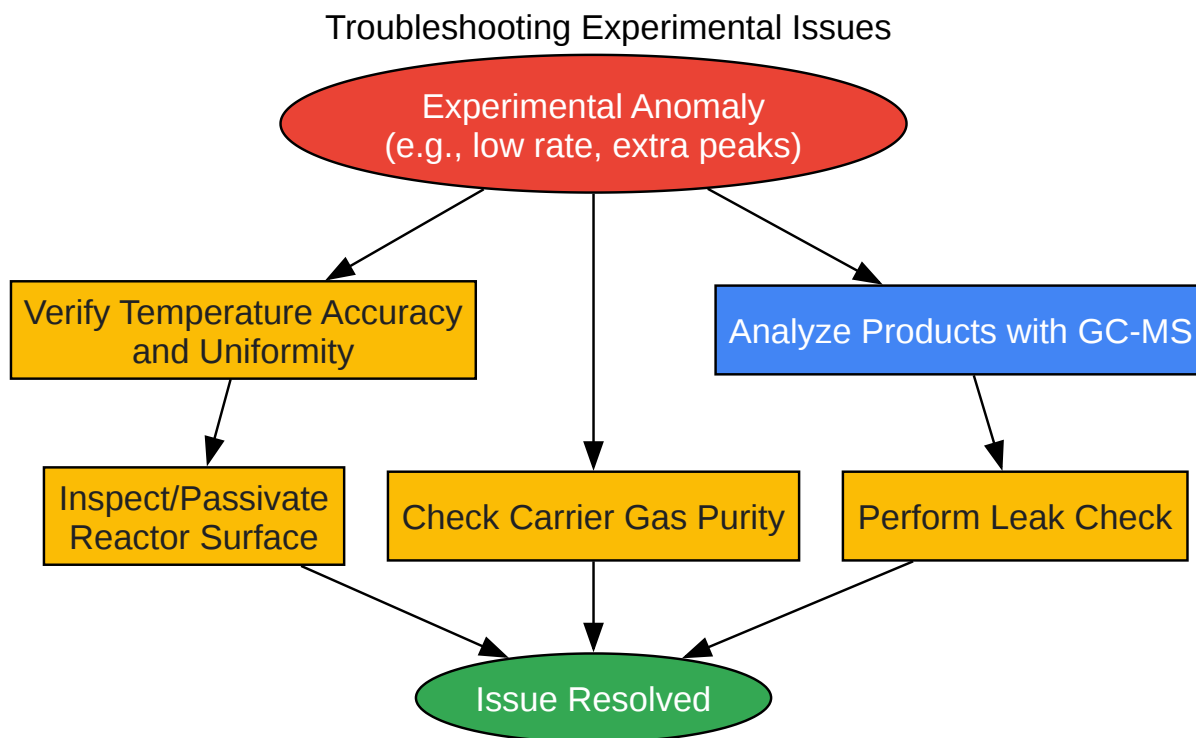 Troubleshooting Experimental Issues
Experimental Anomaly
(e.g., low rate, extra peaks)
Verify Temperature Accuracy
and Uniformity
Analyze Products with GC-MS
Inspect/Passivate
Reactor Surface
Check Carrier Gas Purity
Perform Leak Check
Issue Resolved